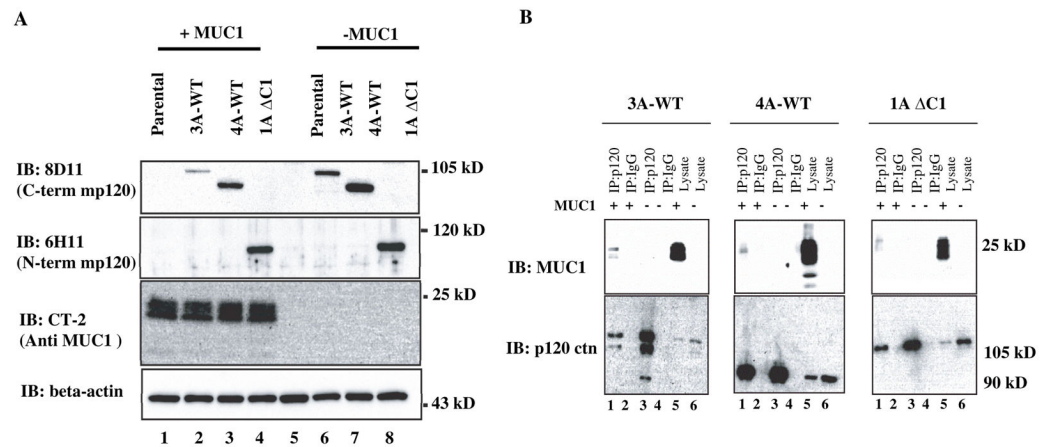 A
+ MUC1
-MUC1
Parental
3A-WT
4A-WT
1A ΔC1
Parental
3A-WT
4A-WT
1A ΔC1
IB: 8D11
(C-term mp120)
105 kD
IB: 6H11
(N-term mp120)
120 kD
IB: CT-2
(Anti MUC1 )
25 kD
IB: beta-actin
43 kD
1 2 3 4 5 6 7 8
B
3A-WT
4A-WT
1A ΔC1
IP:p120
IP:IgG
IP:p120
IP:IgG
Lysate
Lysate
IP:p120
IP:IgG
IP:p120
IP:IgG
Lysate
Lysate
IP:p120
IP:IgG
IP:p120
IP:IgG
Lysate
Lysate
MUC1 + + - - + - + + - - + - + + - - + -
IB: MUC1
25 kD
IB: p120 ctn
105 kD
90 kD
1 2 3 4 5 6 1 2 3 4 5 6 1 2 3 4 5 6